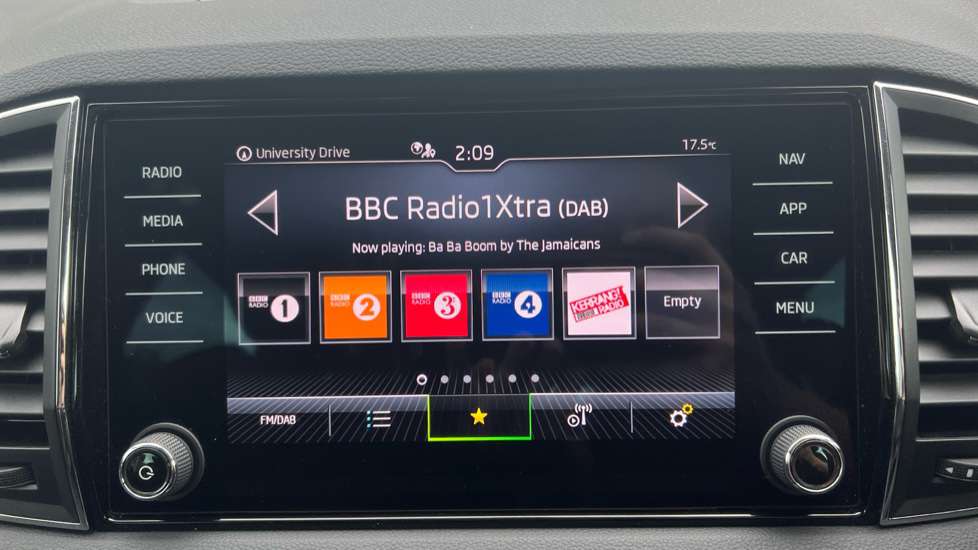 University Drive 2:09 17.5°c
RADIO
MEDIA
PHONE
VOICE
BBC Radio1Xtra (DAB)
Now playing: Ba Ba Boom by The Jamaicans
BBC RADIO 1
BBC RADIO 2
BBC RADIO 3
BBC RADIO 4
KERRANG! RADIO
Empty
FM/DAB
NAV
APP
CAR
MENU